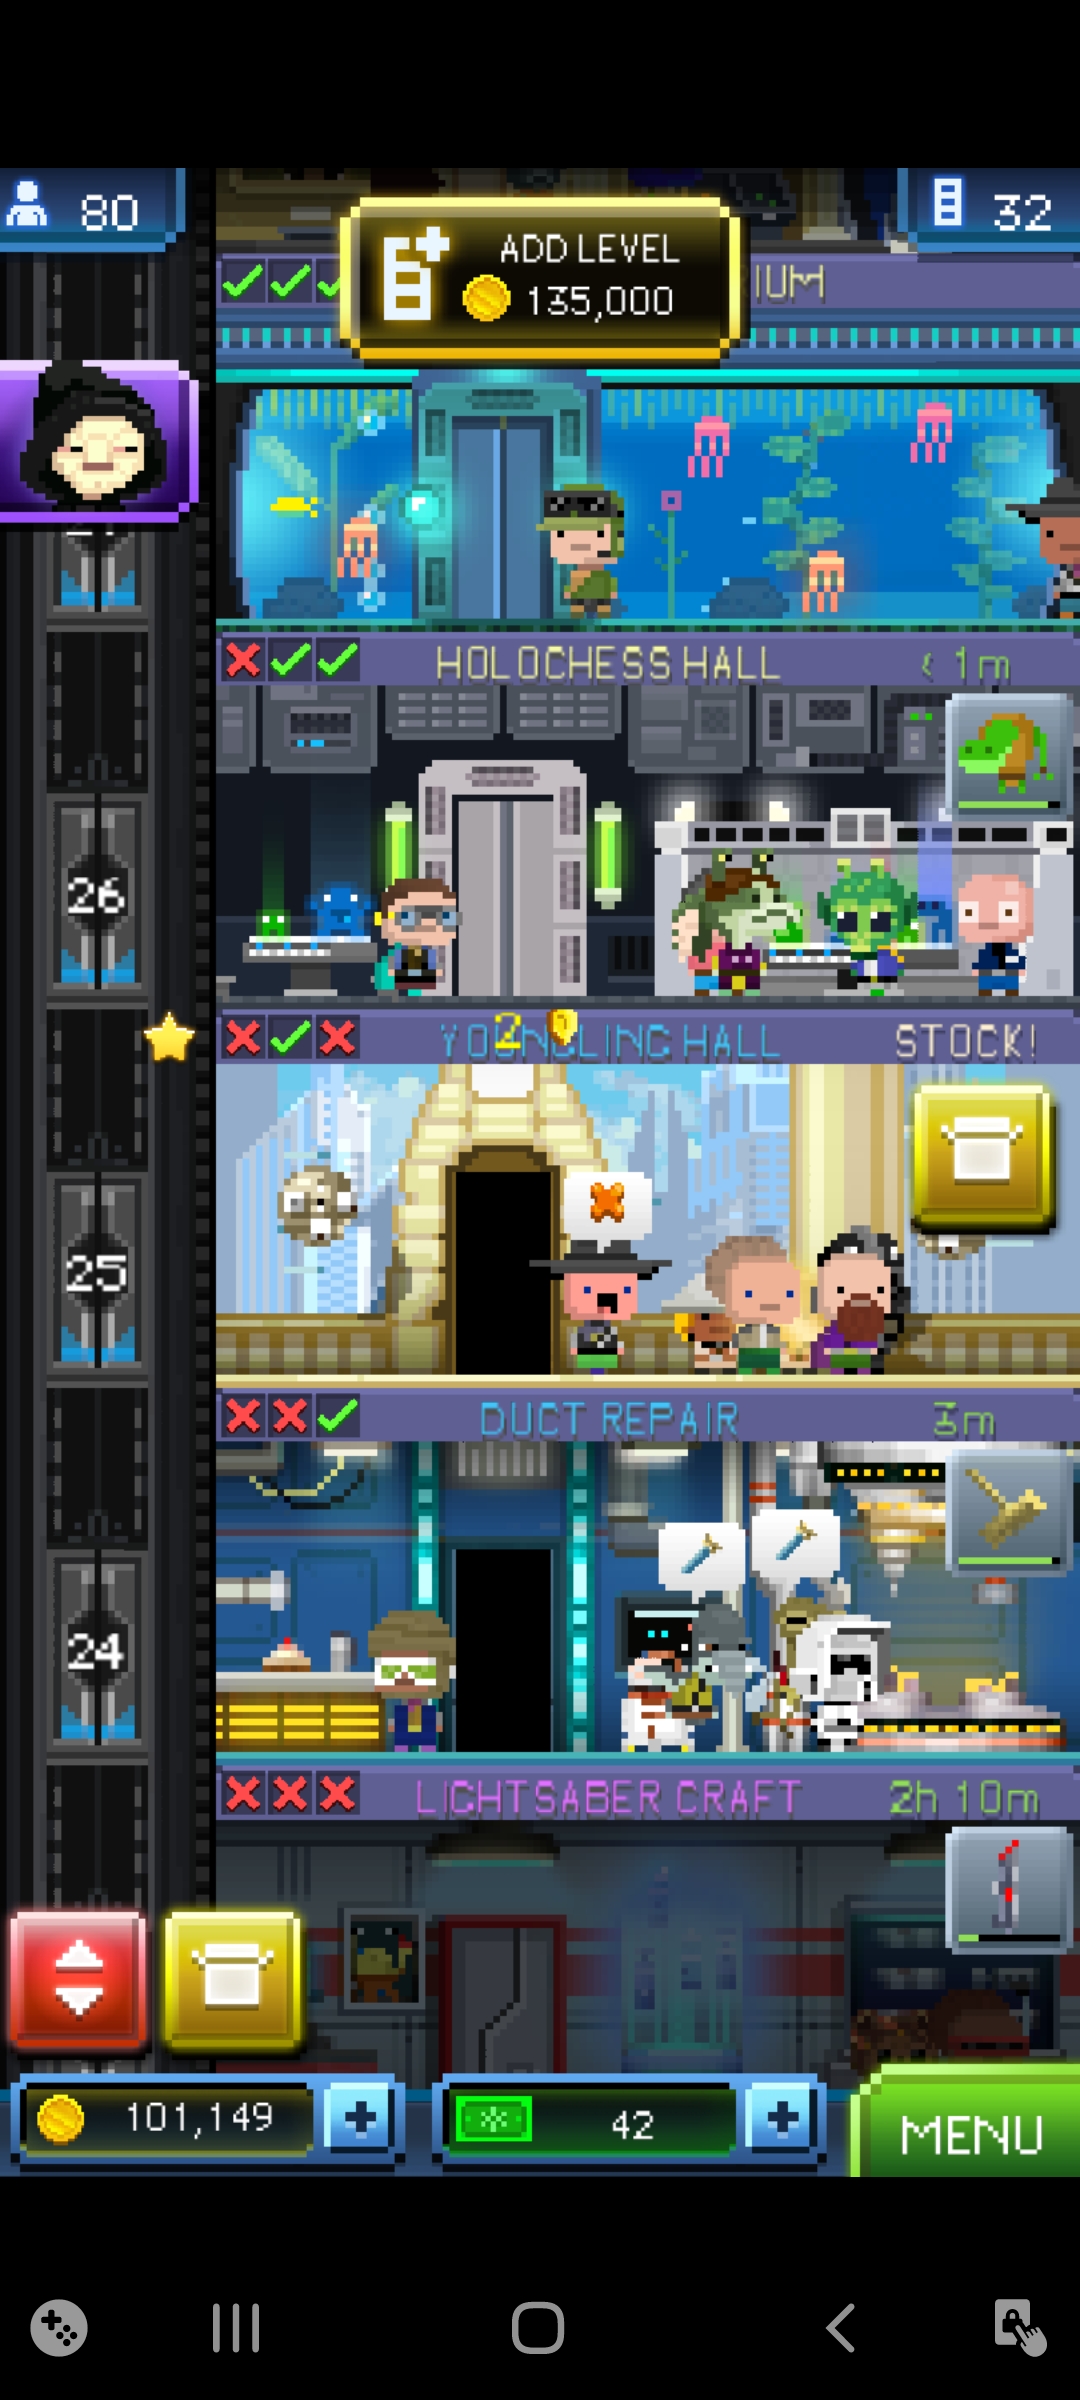 80
ADD LEVEL
135,000
32
IUM
HOLOCHESS HALL
< 1m
26
2
YOUNGLING HALL
STOCK!
25
DUCT REPAIR
3m
24
LIGHTSABER CRAFT
2h 10m
101,149
42
MENU